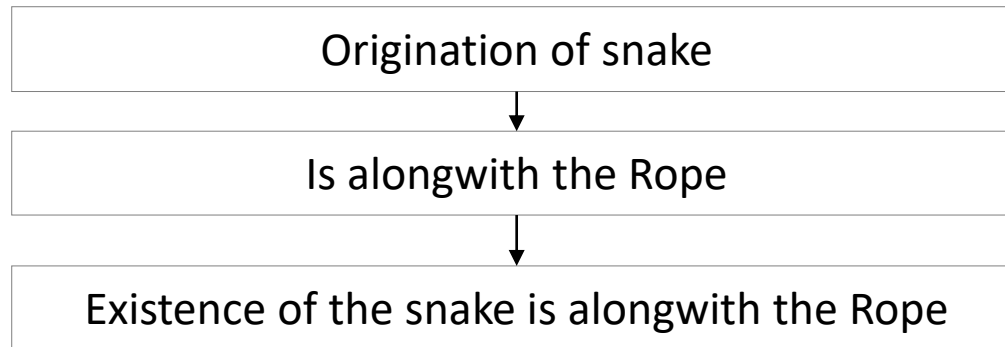 Origination of snake
Is alongwith the Rope
Existence of the snake is alongwith the Rope